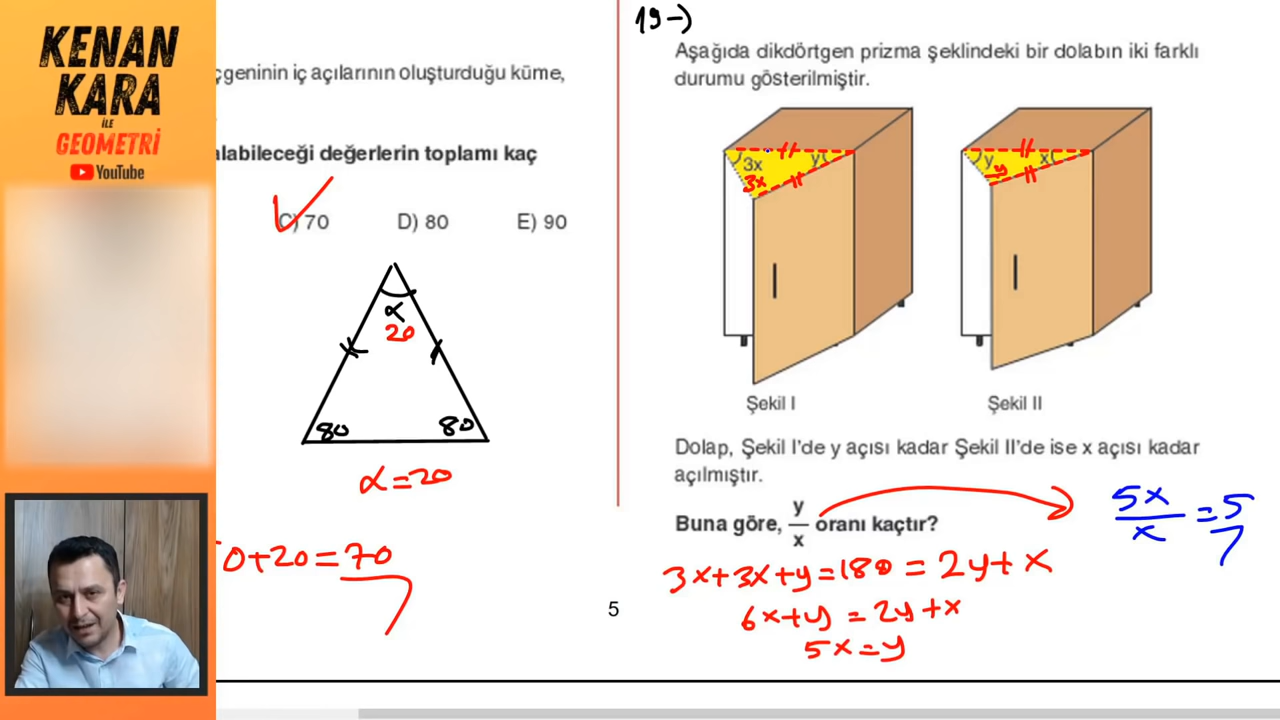 KENAN
KARA
İLE
GEOMETRİ
YouTube
çgeninin iç açılarının oluşturduğu küme,
alabileceği değerlerin toplamı kaç
C) 70 D) 80 E) 90
α
20
80 80
α=20
0+20=70
19-)
Aşağıda dikdörtgen prizma şeklindeki bir dolabın iki farklı
durumu gösterilmiştir.
3x y
3x
y x
y
Şekil I Şekil II
Dolap, Şekil I'de y açısı kadar Şekil II'de ise x açısı kadar
açılmıştır.
Buna göre, y/x oranı kaçtır?
5x/x = 5
3x+3x+y=180=2y+x
6x+y=2y+x
5x=y
5